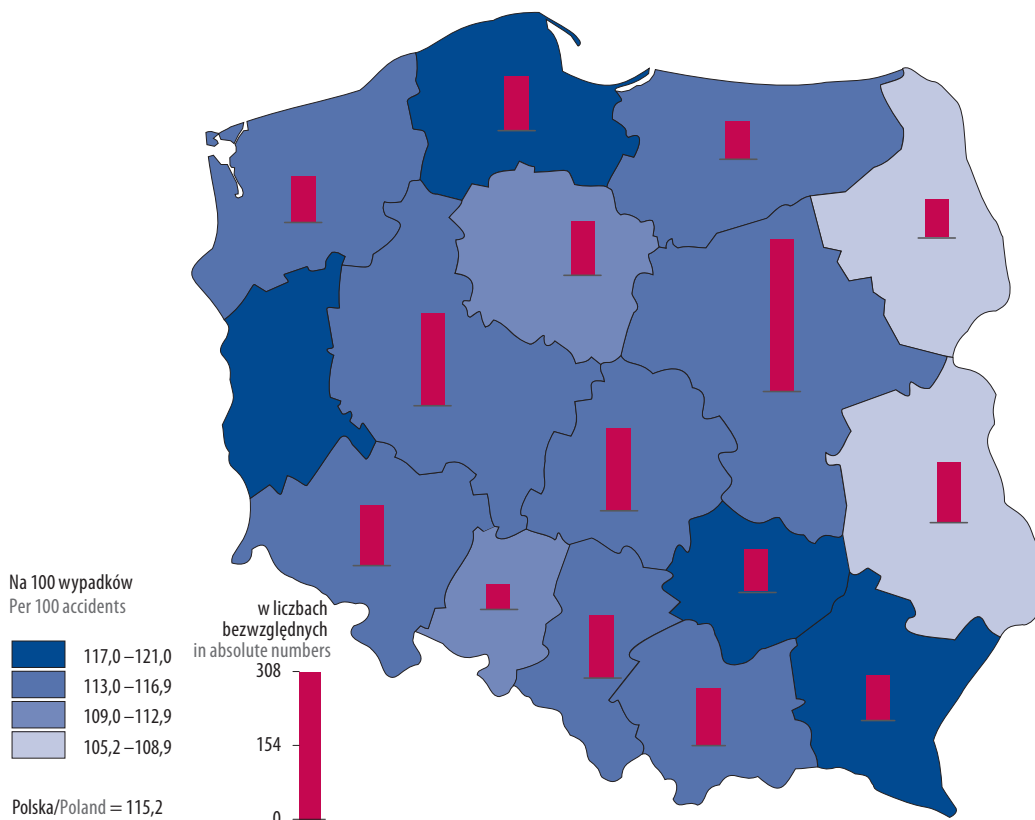 Na 100 wypadków
Per 100 accidents
117,0 –121,0
113,0 –116,9
109,0 –112,9
105,2 –108,9
Polska/Poland = 115,2
w liczbach
bezwzględnych
in absolute numbers
308
154
0